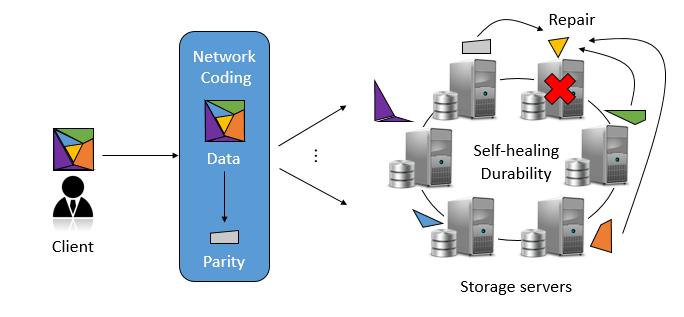 Client
Network
Coding
Data
Parity
...
Repair
Self-healing
Durability
Storage servers